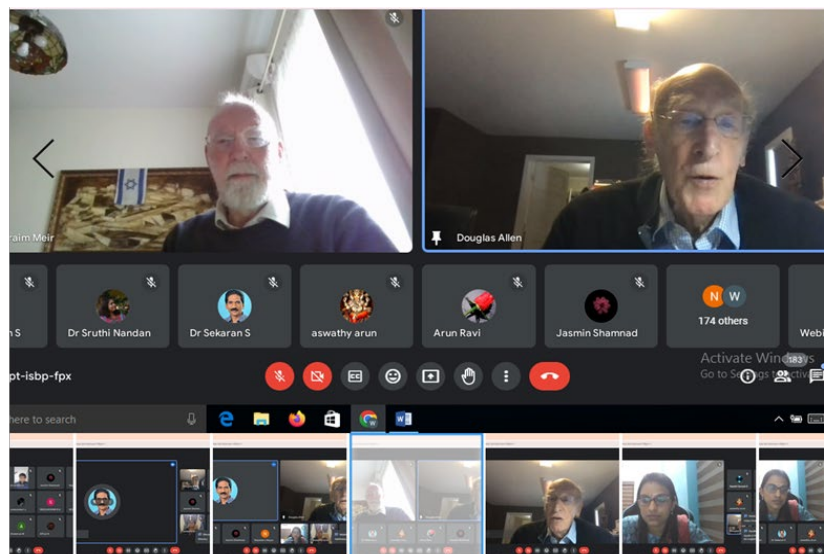 raim Meir
Douglas Allen
n S
Dr Sruthi Nandan
Dr Sekaran S
aswathy arun
Arun Ravi
Jasmin Shamnad
N W
174 others
Webi
pt-isbp-fpx
Activate Windows
183
Go to Settings to activa
here to search